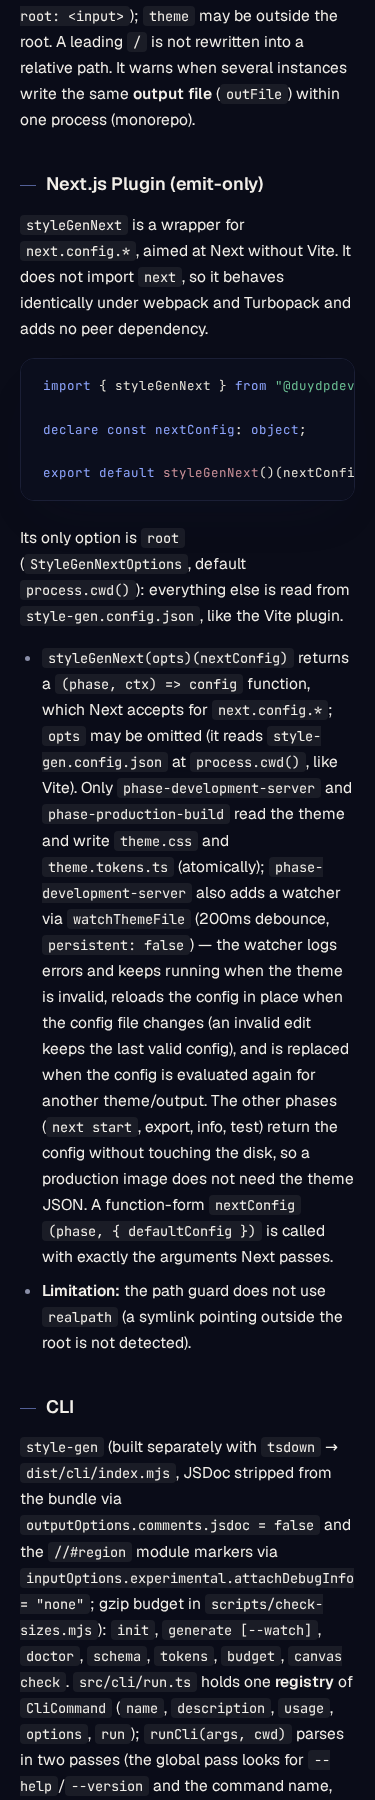 root: <input> ); theme may be outside the
root. A leading / is not rewritten into a
relative path. It warns when several instances
write the same output file ( outFile ) within
one process (monorepo).
— Next.js Plugin (emit-only)
styleGenNext is a wrapper for
next.config.* , aimed at Next without Vite. It
does not import next , so it behaves
identically under webpack and Turbopack and
adds no peer dependency.
import { styleGenNext } from "@duydpdev
declare const nextConfig: object;
export default styleGenNext()(nextConfi
Its only option is root
( StyleGenNextOptions , default
process.cwd() ): everything else is read from
style-gen.config.json , like the Vite plugin.
• styleGenNext(opts)(nextConfig) returns
a (phase, ctx) => config function,
which Next accepts for next.config.* ;
opts may be omitted (it reads style-
gen.config.json at process.cwd() , like
Vite). Only phase-development-server and
phase-production-build read the theme
and write theme.css and
theme.tokens.ts (atomically); phase-
development-server also adds a watcher
via watchThemeFile (200ms debounce,
persistent: false ) — the watcher logs
errors and keeps running when the theme
is invalid, reloads the config in place when
the config file changes (an invalid edit
keeps the last valid config), and is replaced
when the config is evaluated again for
another theme/output. The other phases
( next start , export, info, test) return the
config without touching the disk, so a
production image does not need the theme
JSON. A function-form nextConfig
(phase, { defaultConfig }) is called
with exactly the arguments Next passes.
• Limitation: the path guard does not use
realpath (a symlink pointing outside the
root is not detected).
— CLI
style-gen (built separately with tsdown →
dist/cli/index.mjs , JSDoc stripped from
the bundle via
outputOptions.comments.jsdoc = false and
the //#region module markers via
inputOptions.experimental.attachDebugInfo
= "none" ; gzip budget in scripts/check-
sizes.mjs ): init , generate [--watch] ,
doctor , schema , tokens , budget , canvas
check . src/cli/run.ts holds one registry of
CliCommand ( name , description , usage ,
options , run ); runCli(args, cwd) parses
in two passes (the global pass looks for --
help / --version and the command name,